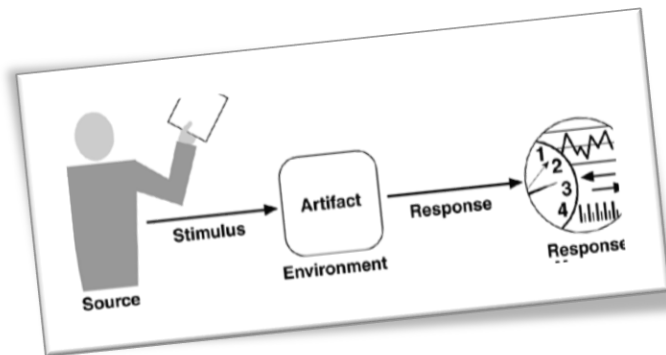 Source
Stimulus
Artifact
Environment
Response
1
2
3
4
Response